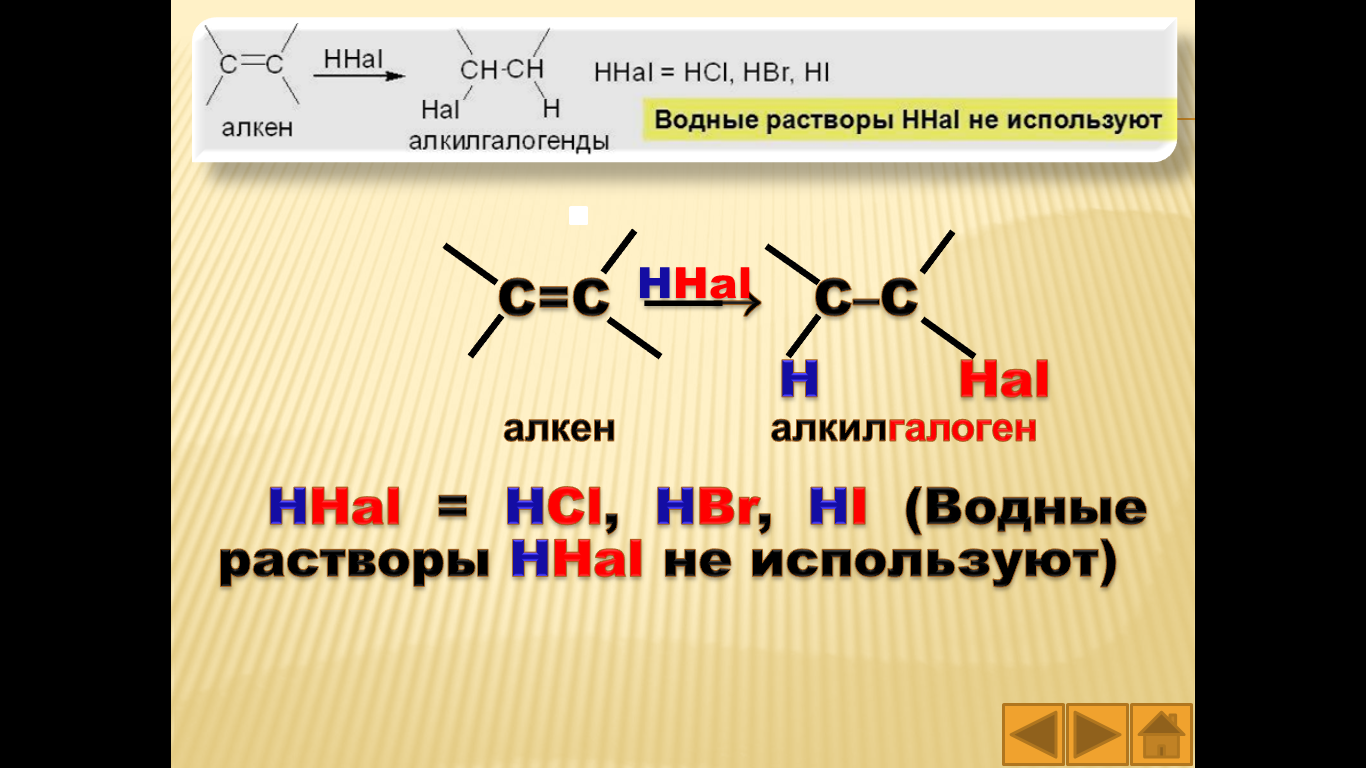 C=C HHal CH-CH HHal = HCl, HBr, HI
Hal H
алкен алкилгалогенды Водные растворы HHal не используют
C=C HHal → C–C
H Hal
алкен алкилгалоген
HHal = HCl, HBr, HI (Водные
растворы HHal не используют)